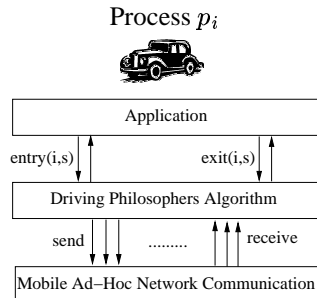 Process p_i
Application
entry(i,s)
exit(i,s)
Driving Philosophers Algorithm
send
.........
receive
Mobile Ad−Hoc Network Communication